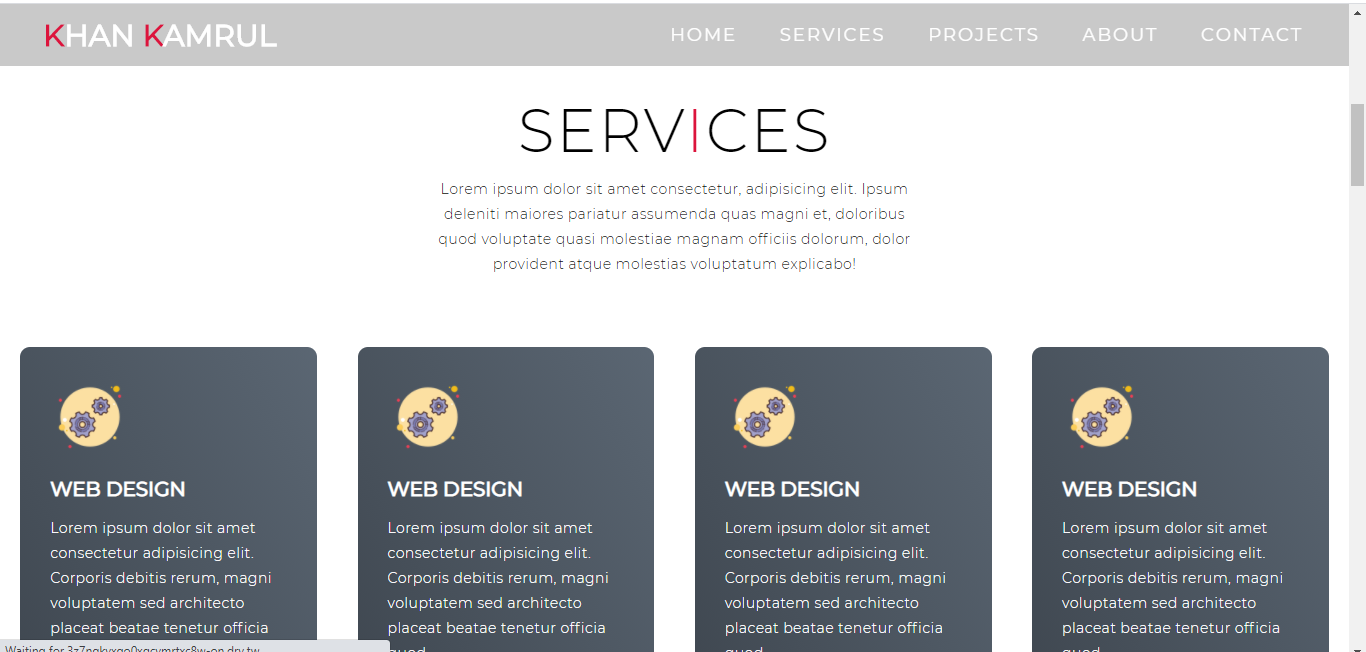 KHAN KAMRUL
HOME SERVICES PROJECTS ABOUT CONTACT
SERVICES
Lorem ipsum dolor sit amet consectetur, adipisicing elit. Ipsum
deleniti maiores pariatur assumenda quas magni et, doloribus
quod voluptate quasi molestiae magnam officiis dolorum, dolor
provident atque molestias voluptatum explicabo!
WEB DESIGN
Lorem ipsum dolor sit amet
consectetur adipisicing elit.
Corporis debitis rerum, magni
voluptatem sed architecto
placeat beatae tenetur officia
WEB DESIGN
Lorem ipsum dolor sit amet
consectetur adipisicing elit.
Corporis debitis rerum, magni
voluptatem sed architecto
placeat beatae tenetur officia
quod
WEB DESIGN
Lorem ipsum dolor sit amet
consectetur adipisicing elit.
Corporis debitis rerum, magni
voluptatem sed architecto
placeat beatae tenetur officia
quod
WEB DESIGN
Lorem ipsum dolor sit amet
consectetur adipisicing elit.
Corporis debitis rerum, magni
voluptatem sed architecto
placeat beatae tenetur officia
quod
Waiting for